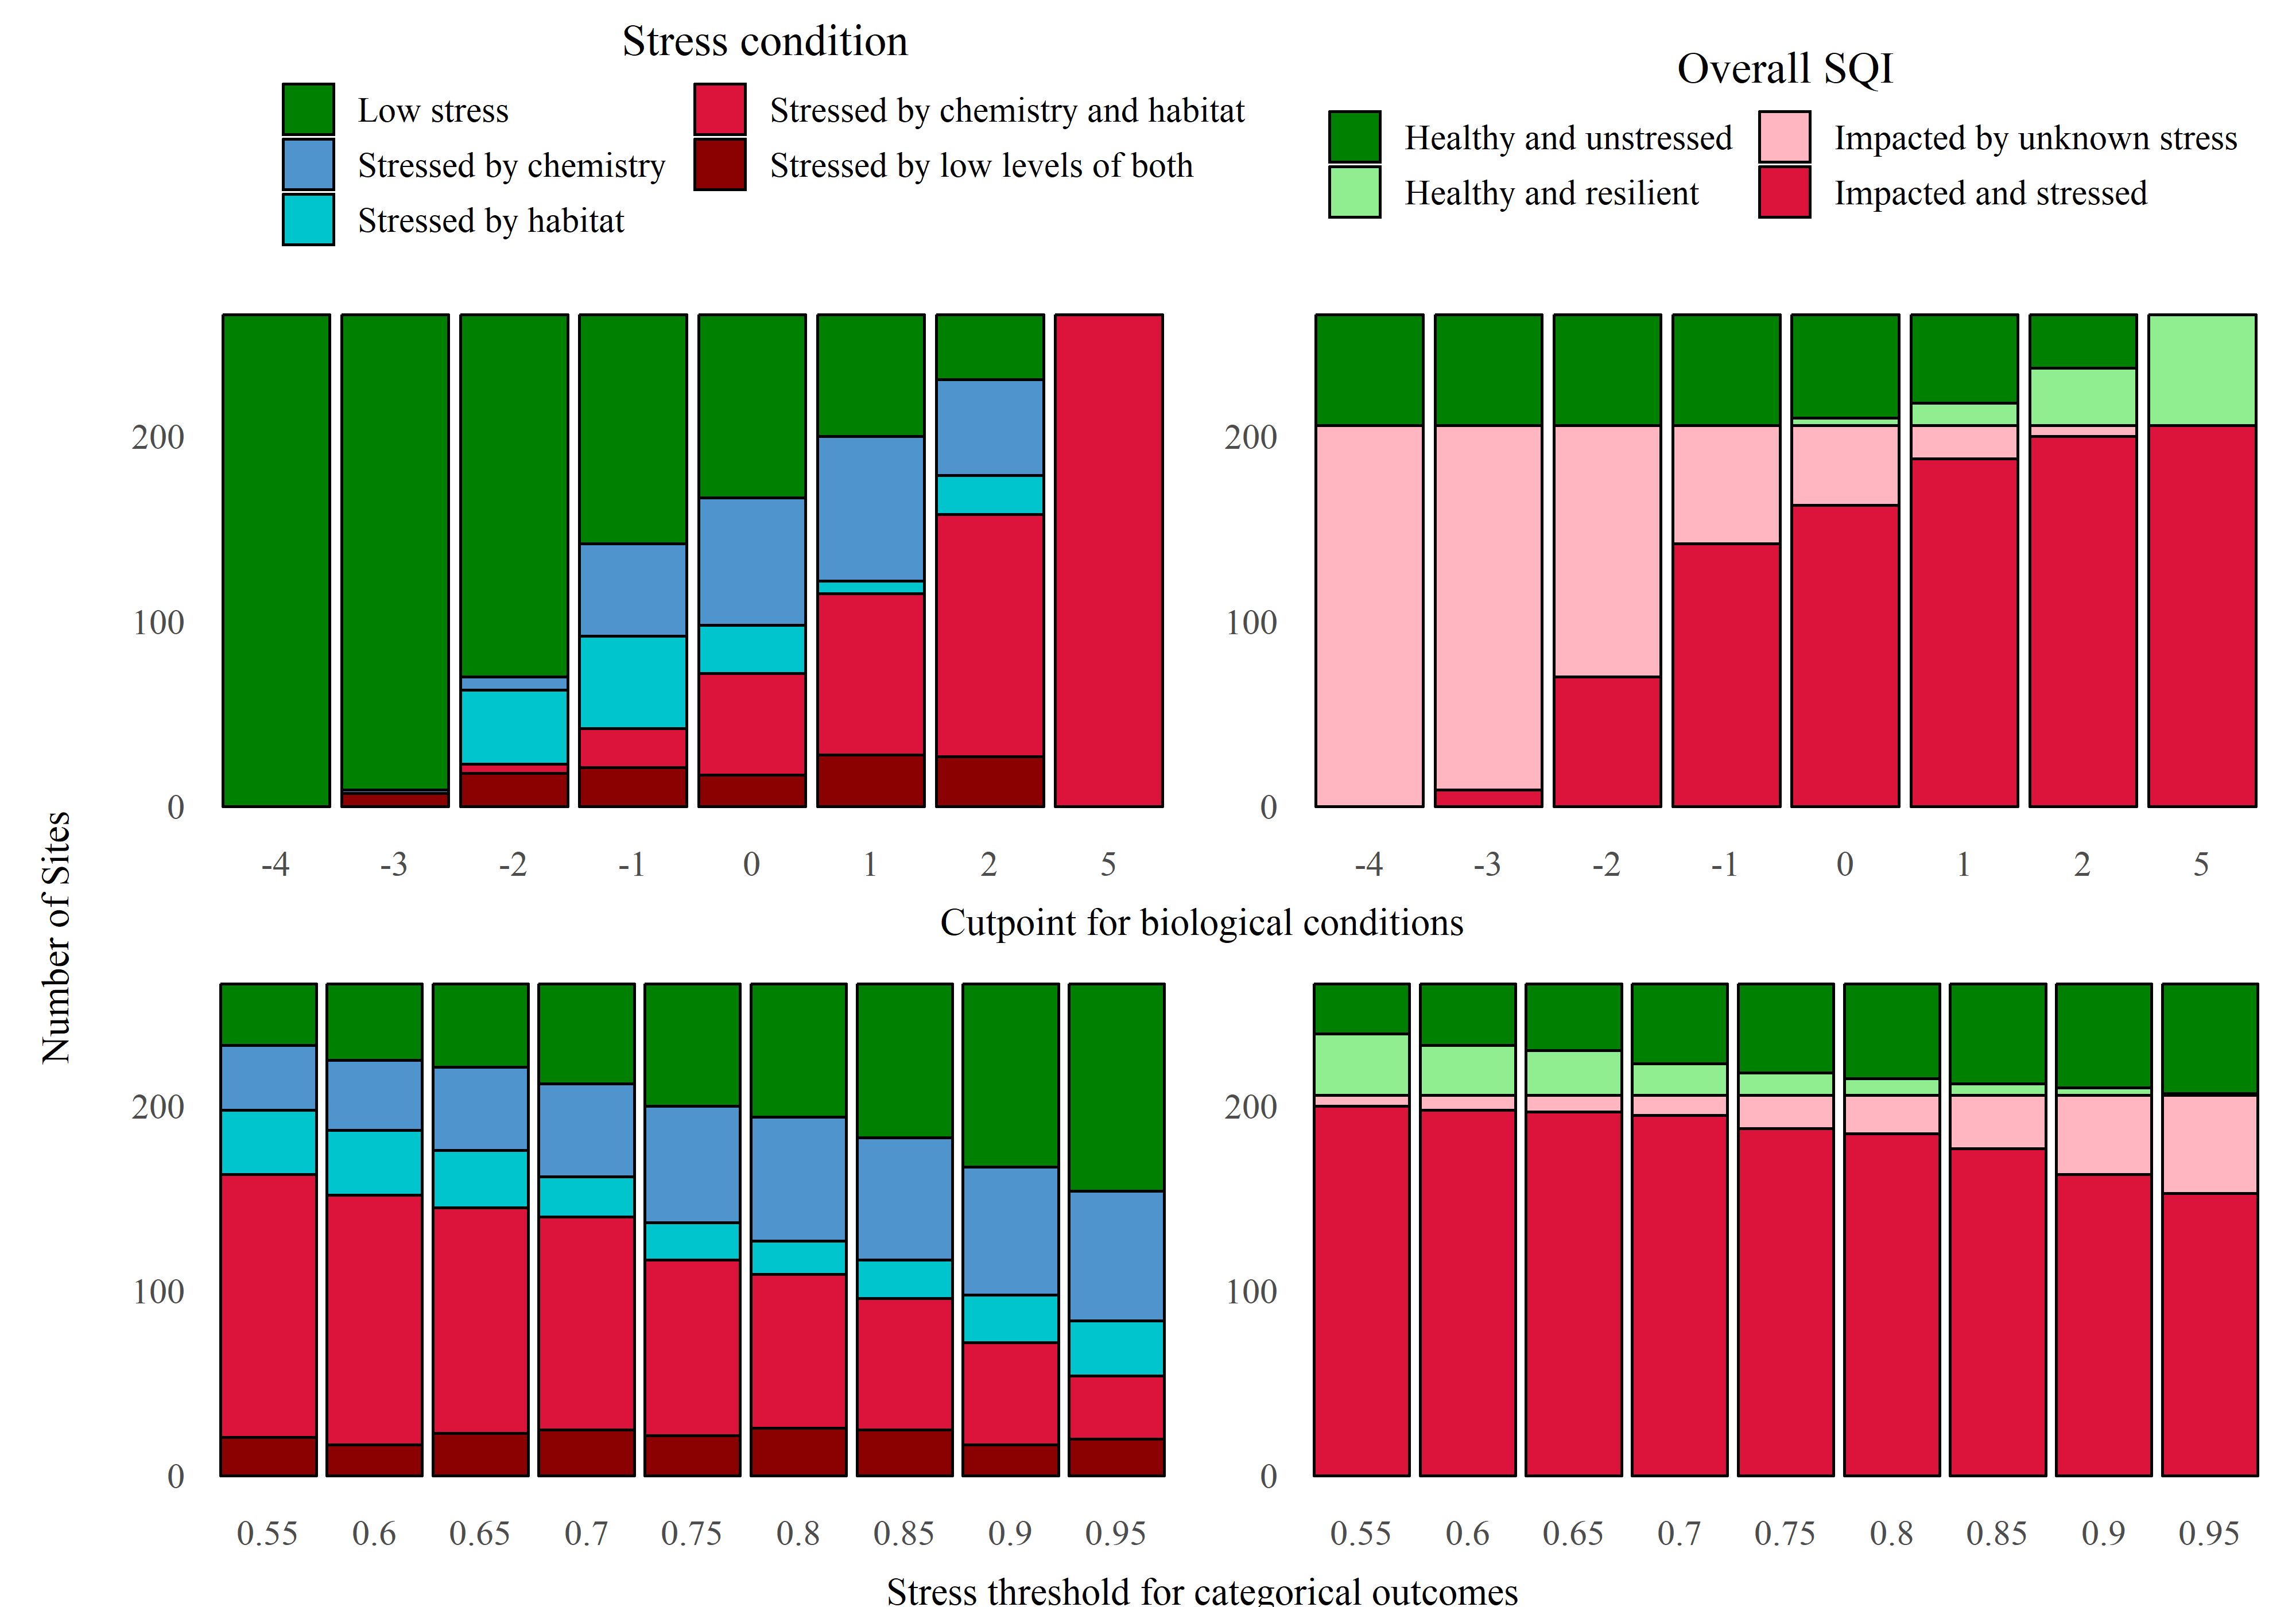 Stress condition
Low stress
Stressed by chemistry
Stressed by habitat
Stressed by chemistry and habitat
Stressed by low levels of both
Overall SQI
Healthy and unstressed
Healthy and resilient
Impacted by unknown stress
Impacted and stressed
Number of Sites
200
100
0
-4 -3 -2 -1 0 1 2 5
200
100
0
-4 -3 -2 -1 0 1 2 5
Cutpoint for biological conditions
200
100
0
0.55 0.6 0.65 0.7 0.75 0.8 0.85 0.9 0.95
200
100
0
0.55 0.6 0.65 0.7 0.75 0.8 0.85 0.9 0.95
Stress threshold for categorical outcomes